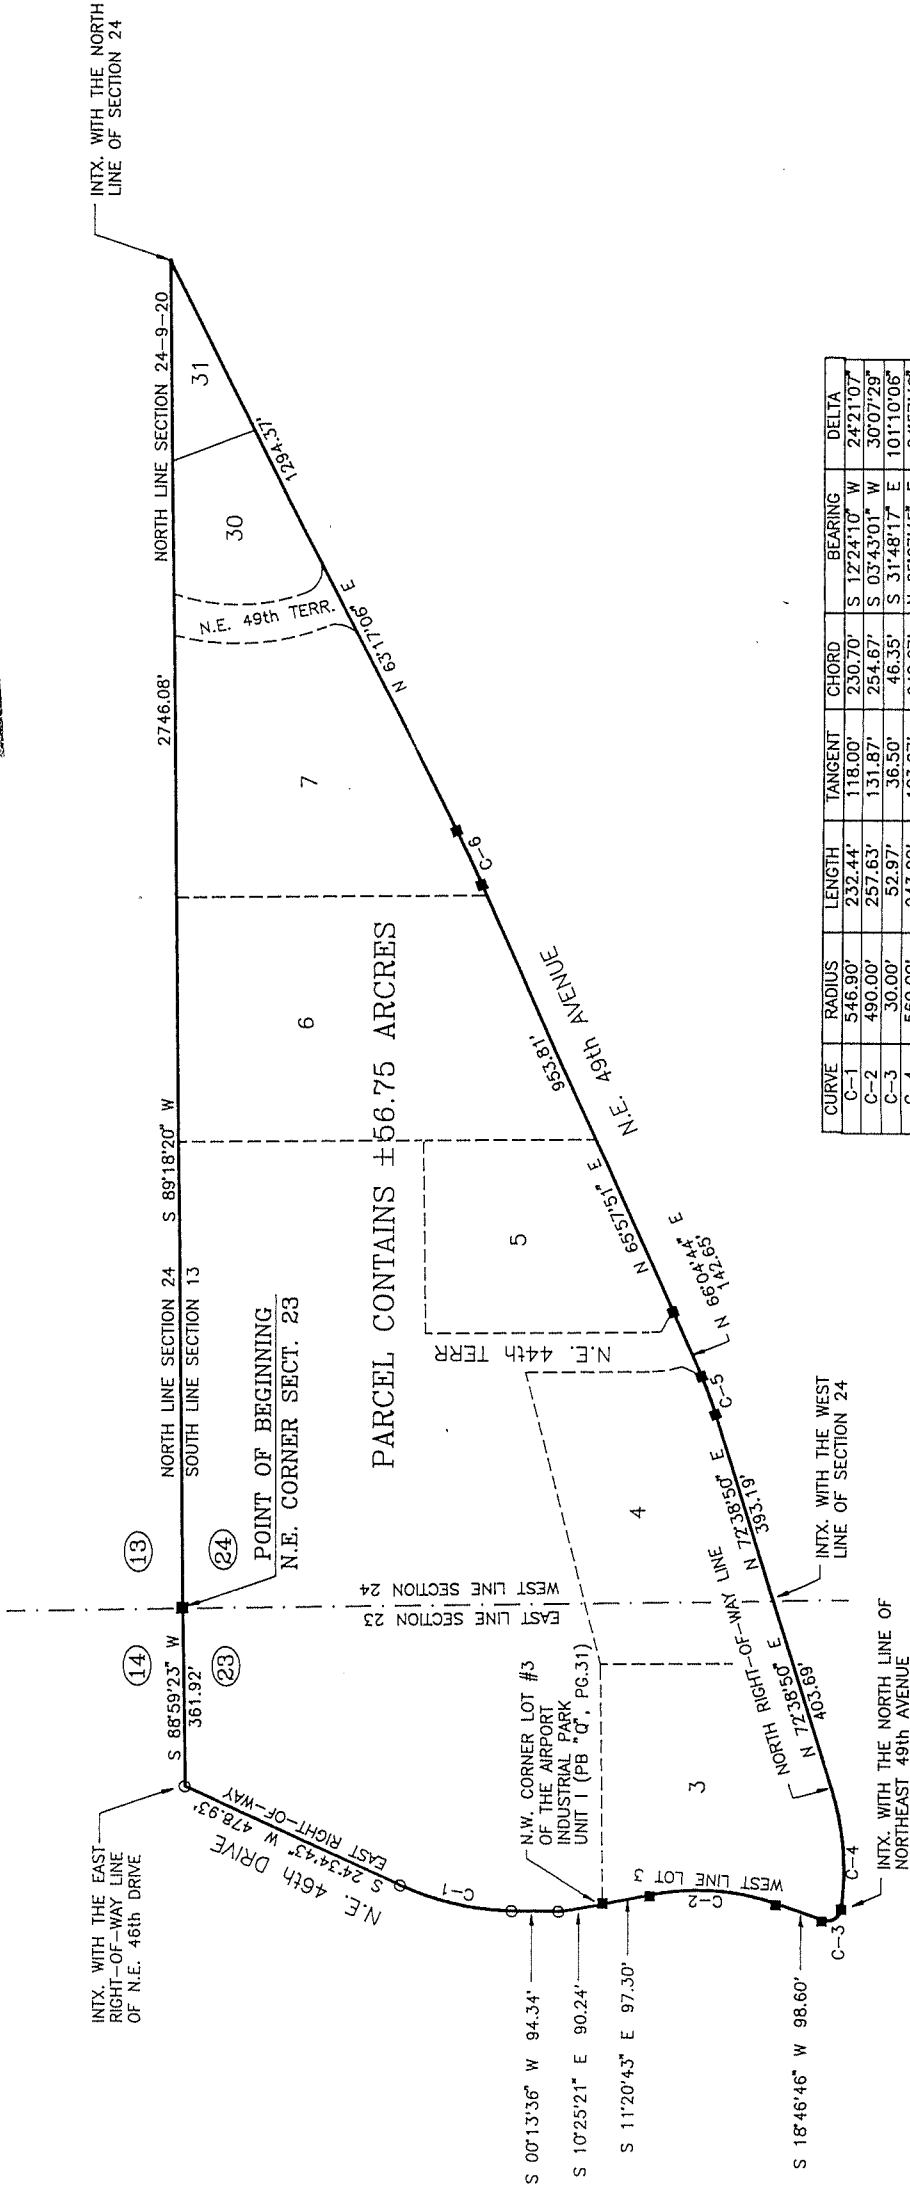 INTX. WITH THE EAST
RIGHT-OF-WAY LINE
OF N.E. 46th DRIVE
S 88°59'23" W
361.92'
14
13
23
24
NORTH LINE SECTION 24
SOUTH LINE SECTION 13
S 89°18'20" W
2746.08'
NORTH LINE SECTION 24-9-20
INTX. WITH THE NORTH
LINE OF SECTION 24
POINT OF BEGINNING
N.E. CORNER SECT. 23
PARCEL CONTAINS ±56.75 ARCRES
EAST RIGHT-OF-WAY
S 24°34'43" W 478.93'
N.E. 46th DRIVE
C-1
EAST LINE SECTION 23
WEST LINE SECTION 24
N.W. CORNER LOT #3
OF THE AIRPORT
INDUSTRIAL PARK
UNIT I (PB "Q", PG.31)
S 00°13'36" W 94.34'
S 10°25'21" E 90.24'
S 11°20'43" E 97.30'
S 18°46'46" W 98.60'
WEST LINE LOT 3
C-2
C-3
C-4
INTX. WITH THE NORTH LINE OF
NORTHEAST 49th AVENUE
3
4
5
6
7
30
31
NORTH RIGHT-OF-WAY LINE
N 72°38'50" E
403.69'
N 72°38'50" E
393.19'
INTX. WITH THE WEST
LINE OF SECTION 24
C-5
N 66°04'44" E
142.65'
N.E. 44th TERR
N 65°57'51" E
953.81'
N.E. 49th AVENUE
C-6
N 63°17'06" E
1294.37'
N.E. 49th TERR.
CURVE RADIUS LENGTH TANGENT CHORD BEARING DELTA
C-1 546.90' 232.44' 118.00' 230.70' S 12°24'10" W 24°21'07"
C-2 490.00' 257.63' 131.87' 254.67' S 03°43'01" W 30°07'29"
C-3 30.00' 52.97' 36.50' 46.35' S 31°48'17" E 101°10'06"